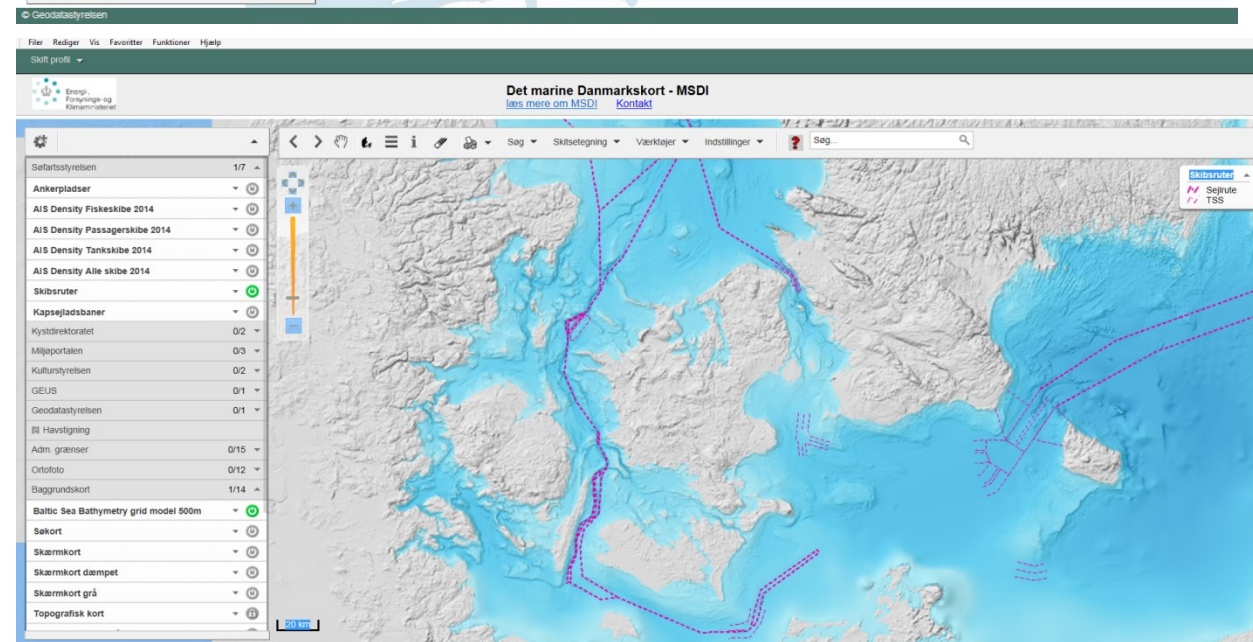 © Geodatastyrelsen
Filer Rediger Vis Favoritter Funktioner Hjælp
Skift profil
Energi-,
Forsynings- og
Klimaministeriet
Det marine Danmarkskort - MSDI
læs mere om MSDI Kontakt
Søg Skitsetegning Værktøjer Indstillinger ? Søg...
Søfartsstyrelsen 1/7
Ankerpladser
AIS Density Fiskeskibe 2014
AIS Density Passagerskibe 2014
AIS Density Tankskibe 2014
AIS Density Alle skibe 2014
Skibsruter
Kapsejladsbaner
Kystdirektoratet 0/2
Miljøportalen 0/3
Kulturstyrelsen 0/2
GEUS 0/1
Geodatastyrelsen 0/1
Havstigning
Adm. grænser 0/15
Ortofoto 0/12
Baggrundskort 1/14
Baltic Sea Bathymetry grid model 500m
Søkort
Skærmkort
Skærmkort dæmpet
Skærmkort grå
Topografisk kort
Skibsruter
Sejlrute
TSS
20 km